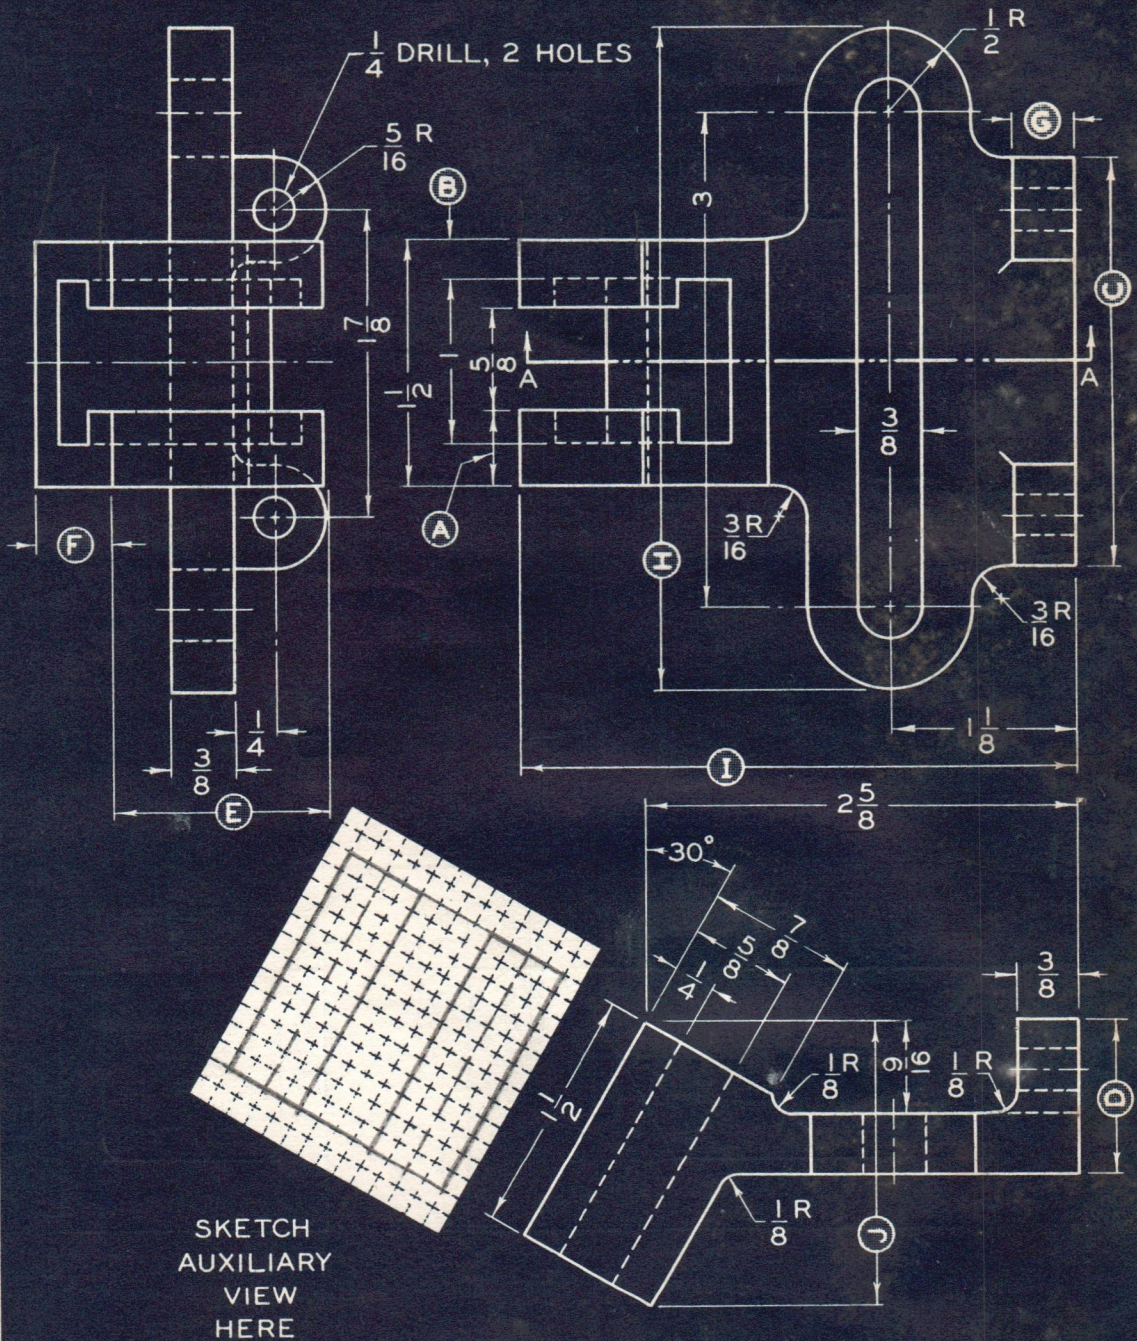 1/4 DRILL, 2 HOLES
5/16 R
1/2 R
B
G
3
C
1 7/8
1
5/8
1 1/2
A
A
3/8
F
A
3/16 R
H
3/16 R
1/4
3/8
E
1 1/8
I
2 5/8
30°
7/8
5/8
1/4
3/8
1/8 R
9/16
1/8 R
D
1 1/2
1/8 R
J
SKETCH
AUXILIARY
VIEW
HERE